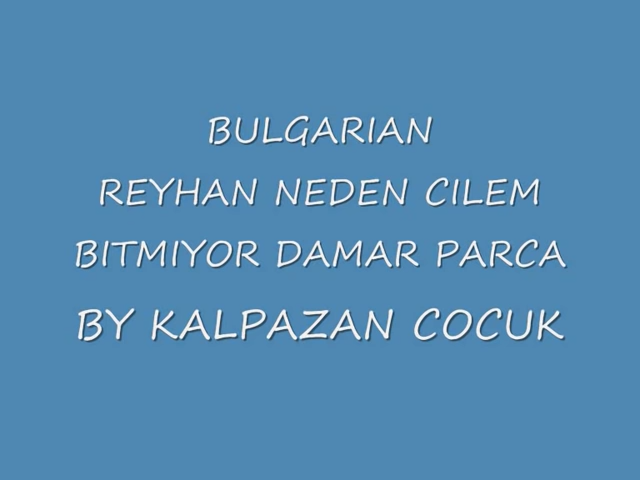 BULGARIAN
REYHAN NEDEN CILEM
BITMIYOR DAMAR PARCA
BY KALPAZAN COCUK